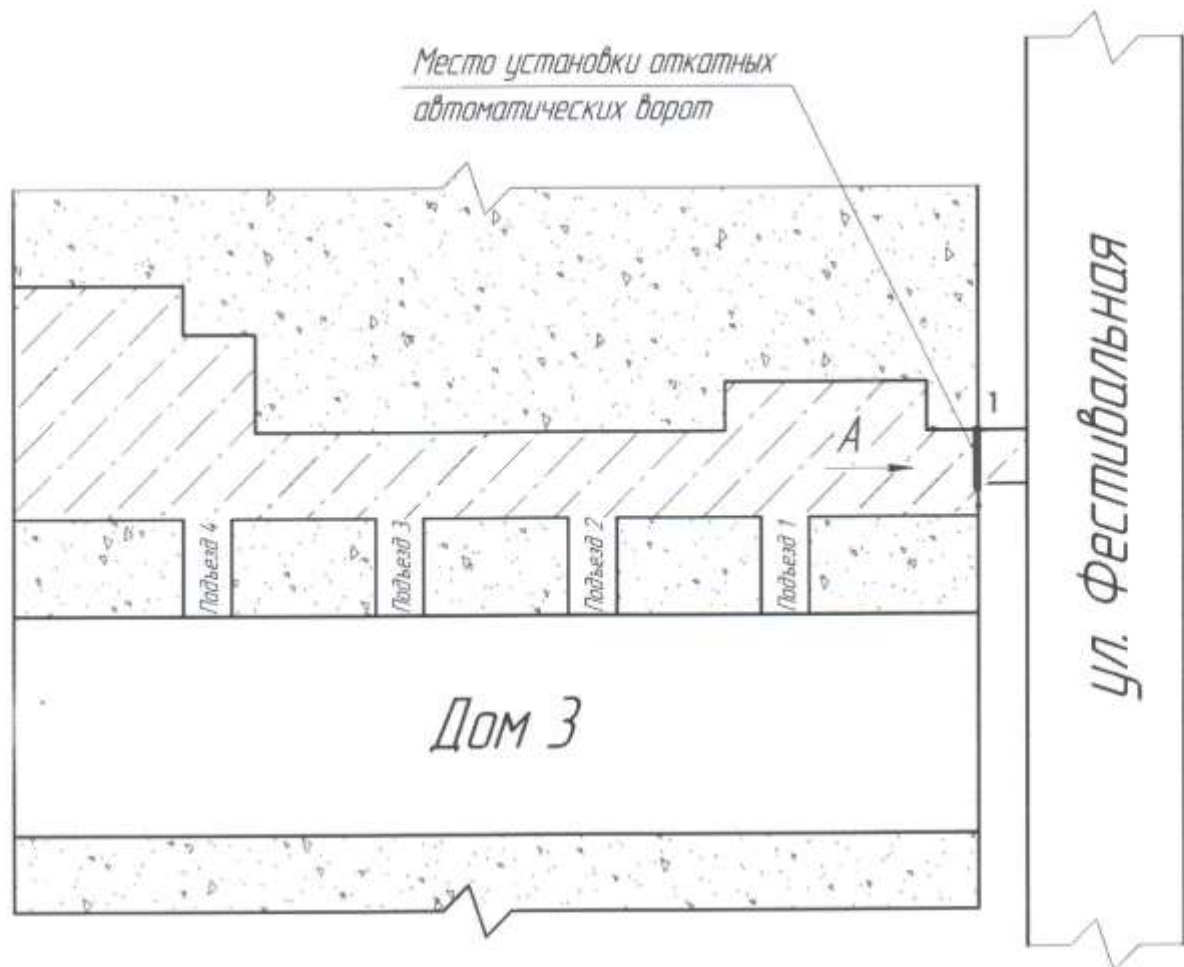 Место установки откатных
автоматических ворот
1
А
Подъезд 4
Подъезд 3
Подъезд 2
Подъезд 1
Дом 3
ул. Фестивальная